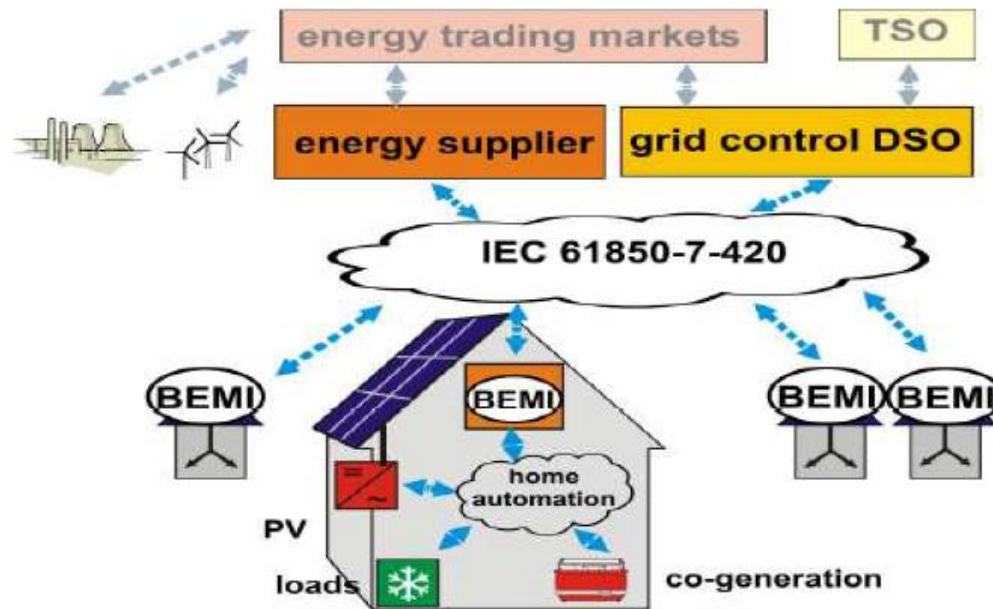 energy trading markets
TSO
energy supplier
grid control DSO
IEC 61850-7-420
BEMI
BEMI
BEMI
BEMI
home
automation
PV
loads
co-generation